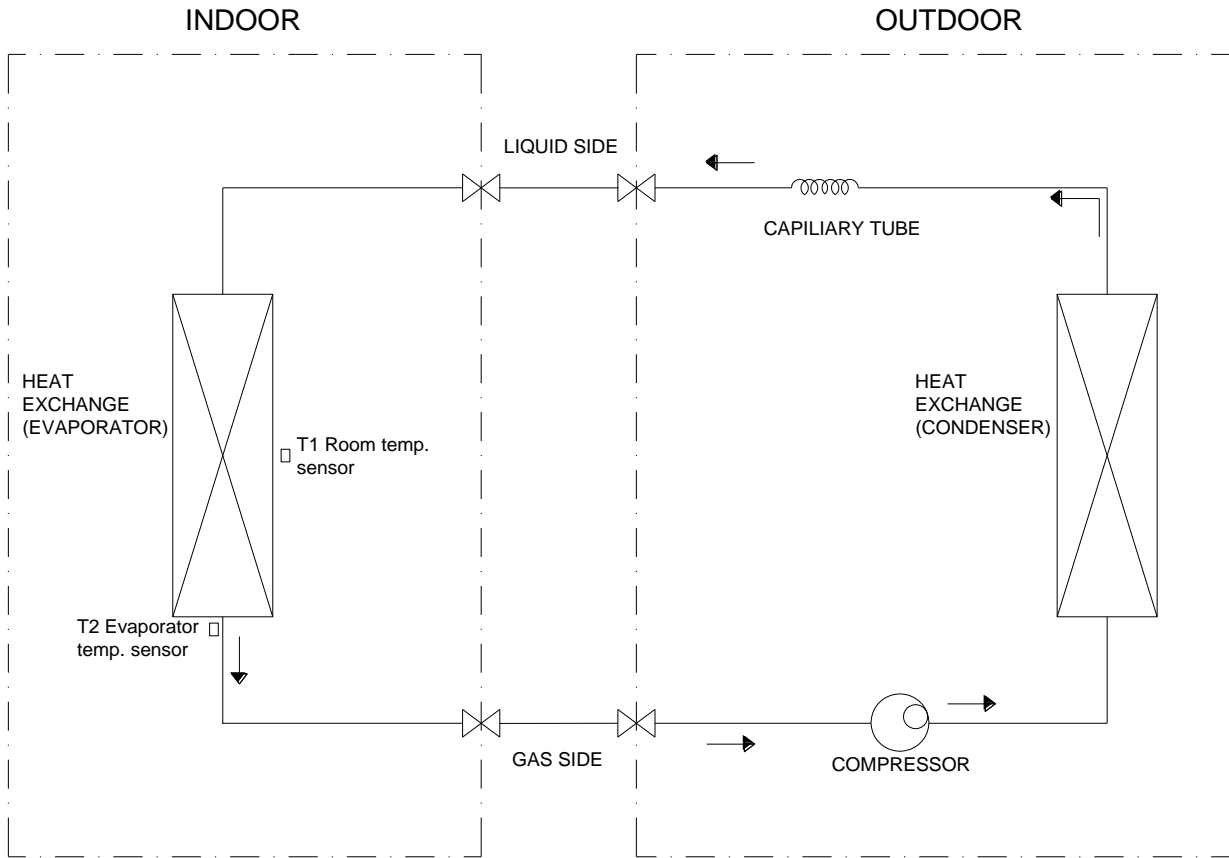 INDOOR
OUTDOOR
LIQUID SIDE
CAPILIARY TUBE
HEAT
EXCHANGE
(EVAPORATOR)
T1 Room temp.
sensor
HEAT
EXCHANGE
(CONDENSER)
T2 Evaporator
temp. sensor
GAS SIDE
COMPRESSOR